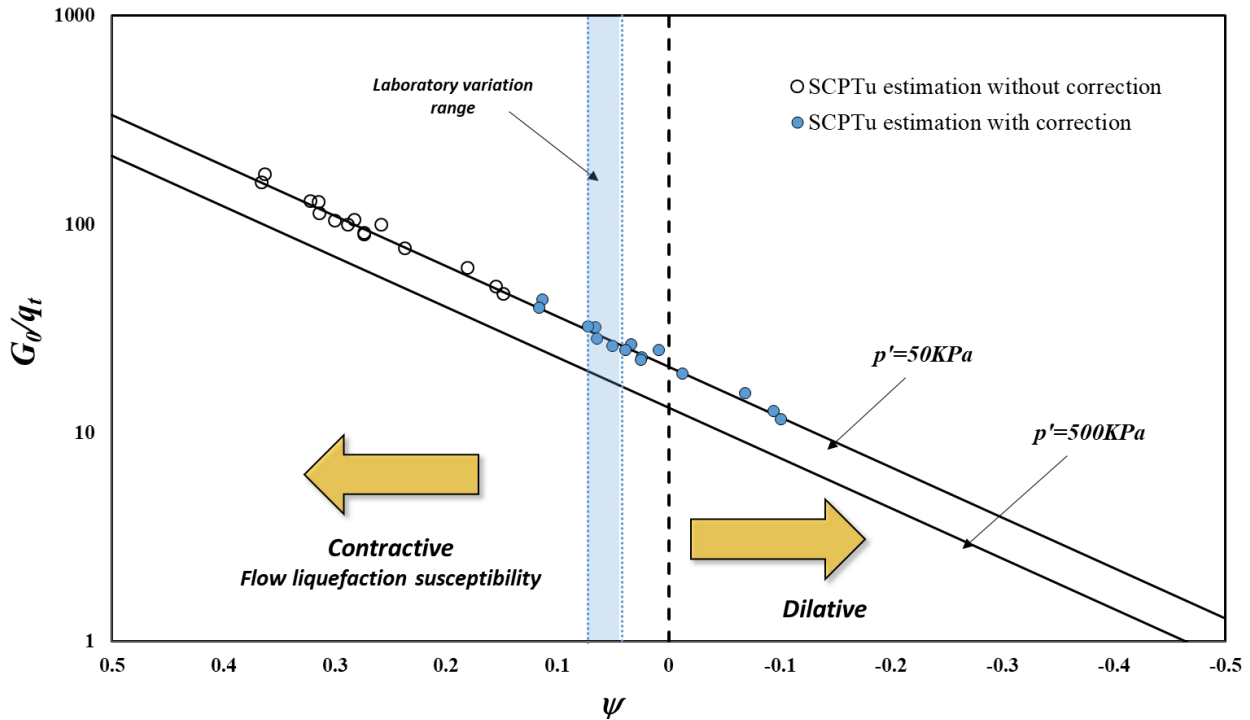 1000
100
10
1
G0/qt
Laboratory variation
range
SCPTu estimation without correction
SCPTu estimation with correction
p'=50KPa
p'=500KPa
Contractive
Flow liquefaction susceptibility
Dilative
0.5 0.4 0.3 0.2 0.1 0 -0.1 -0.2 -0.3 -0.4 -0.5
ψ